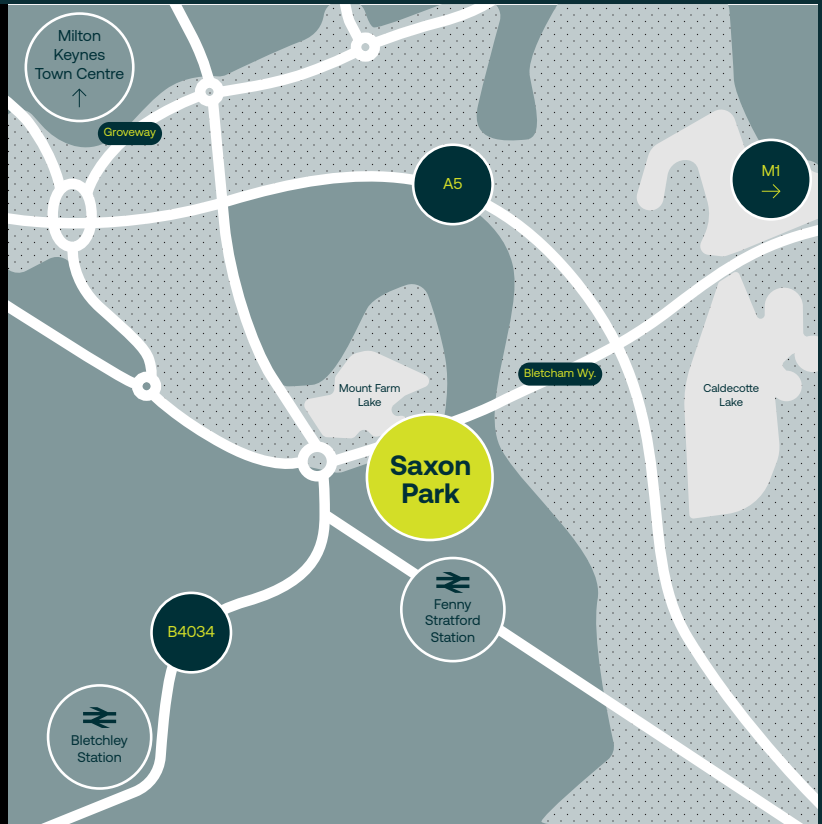 Milton
Keynes
Town Centre
Groveway
A5
M1
Bletcham Wy.
Mount Farm
Lake
Caldecotte
Lake
Saxon
Park
Fenny
Stratford
Station
B4034
Bletchley
Station